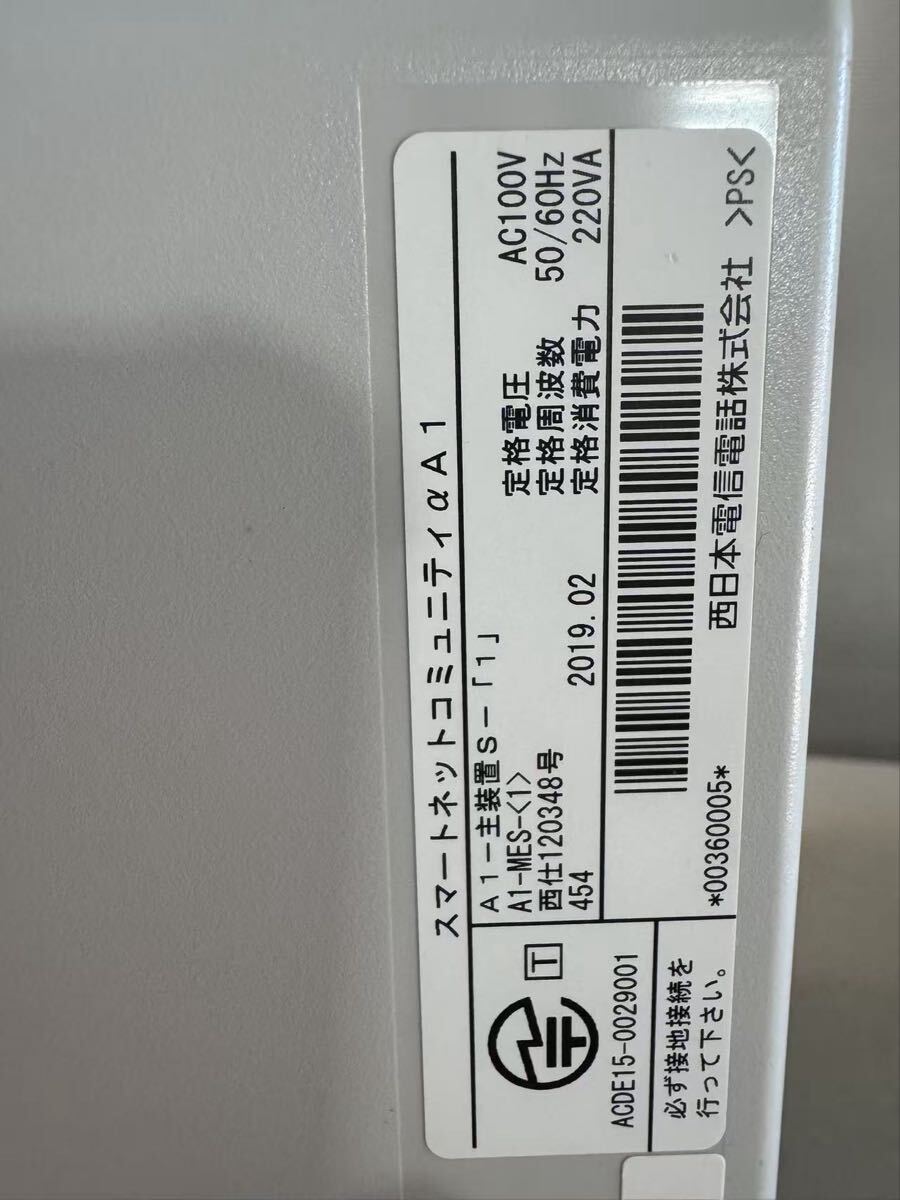 スマートネットコミュニティαA1
A1-主装置S-「1」
A1-MES-<1>
西仕120348号
454
2019.02
定格電圧 AC100V
定格周波数 50/60Hz
定格消費電力 220VA
T
ACDE15-0029001
必ず接地接続を
行って下さい。
*00360005*
西日本電信電話株式会社 >PS<